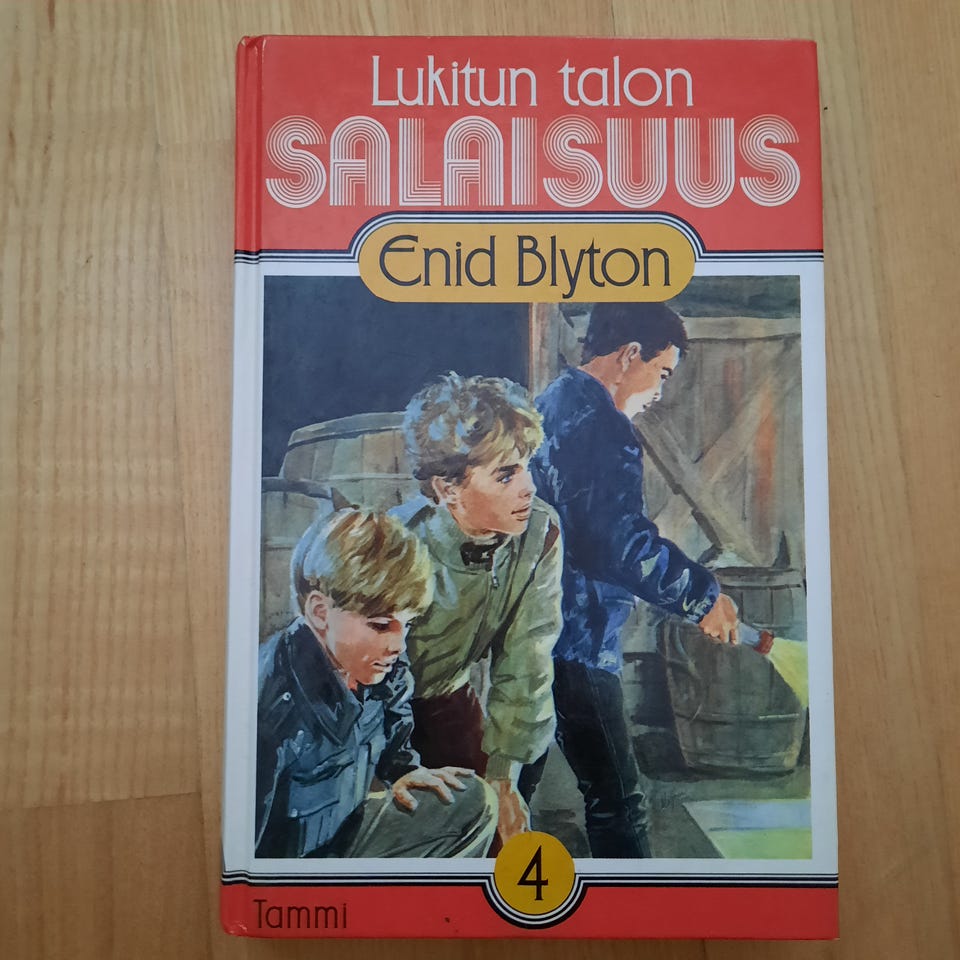 Lukitun talon
SALAISUUS
Enid Blyton
4
Tammi